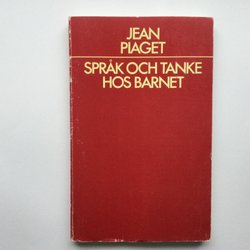 JEAN
PIAGET
SPRÅK OCH TANKE
HOS BARNET